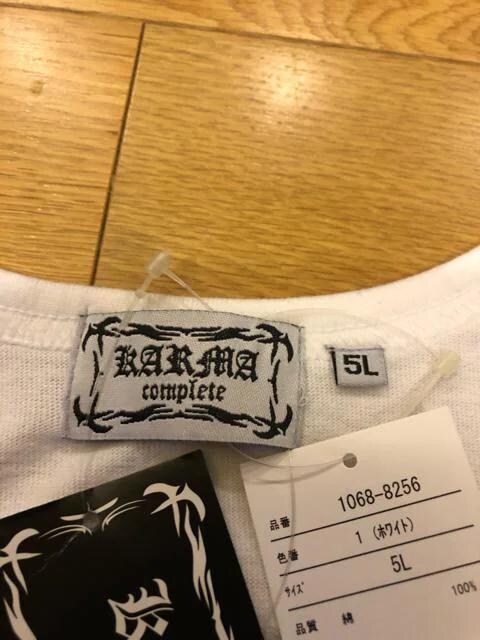 KARMA
complete
5L
品番 1068-8256
色番 1 (ホワイト)
サイズ 5L
品質 綿 100%
K